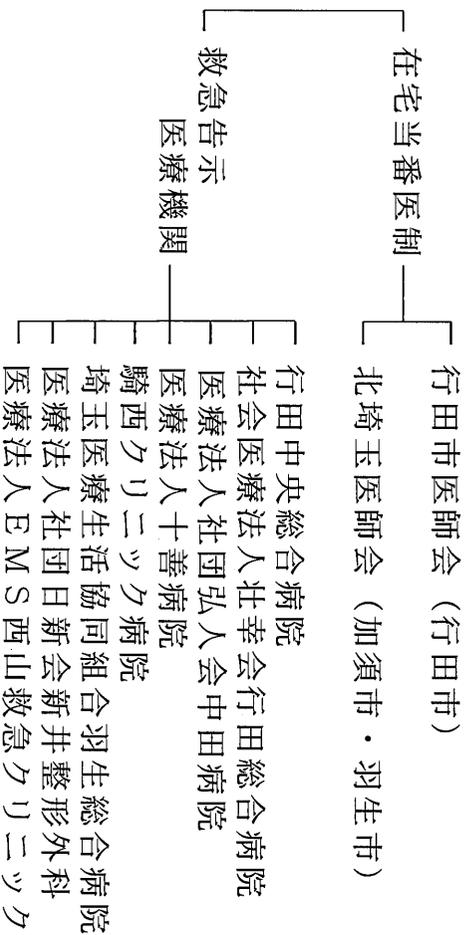 在宅当番医制
行田市医師会（行田市）
北埼玉医師会（加須市・羽生市）
救急告示
医療機関
行田中央総合病院
社会医療法人壮幸会行田総合病院
医療法人社団弘人会中田病院
医療法人十善病院
騎西クリニック病院
埼玉医療生活協同組合羽生総合病院
医療法人社団日新会新井整形外科
医療法人EMS西山救急クリニック